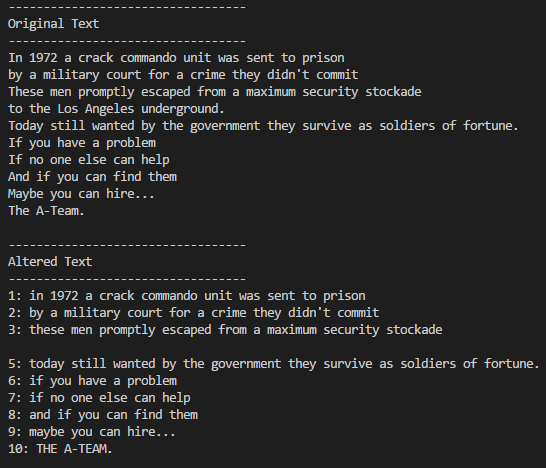 ----------------------------------
Original Text
----------------------------------
In 1972 a crack commando unit was sent to prison
by a military court for a crime they didn't commit
These men promptly escaped from a maximum security stockade
to the Los Angeles underground.
Today still wanted by the government they survive as soldiers of fortune.
If you have a problem
If no one else can help
And if you can find them
Maybe you can hire...
The A-Team.

----------------------------------
Altered Text
----------------------------------
1: in 1972 a crack commando unit was sent to prison
2: by a military court for a crime they didn't commit
3: these men promptly escaped from a maximum security stockade

5: today still wanted by the government they survive as soldiers of fortune.
6: if you have a problem
7: if no one else can help
8: and if you can find them
9: maybe you can hire...
10: THE A-TEAM.